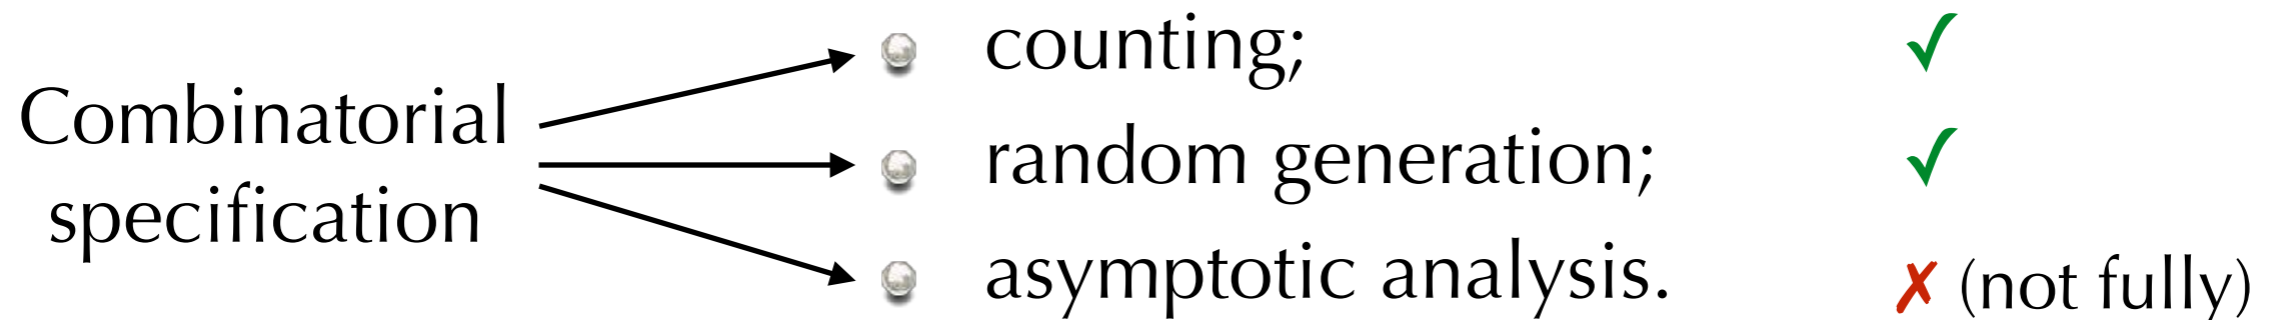 Combinatorial
specification
counting; ✓
random generation; ✓
asymptotic analysis. ✗ (not fully)